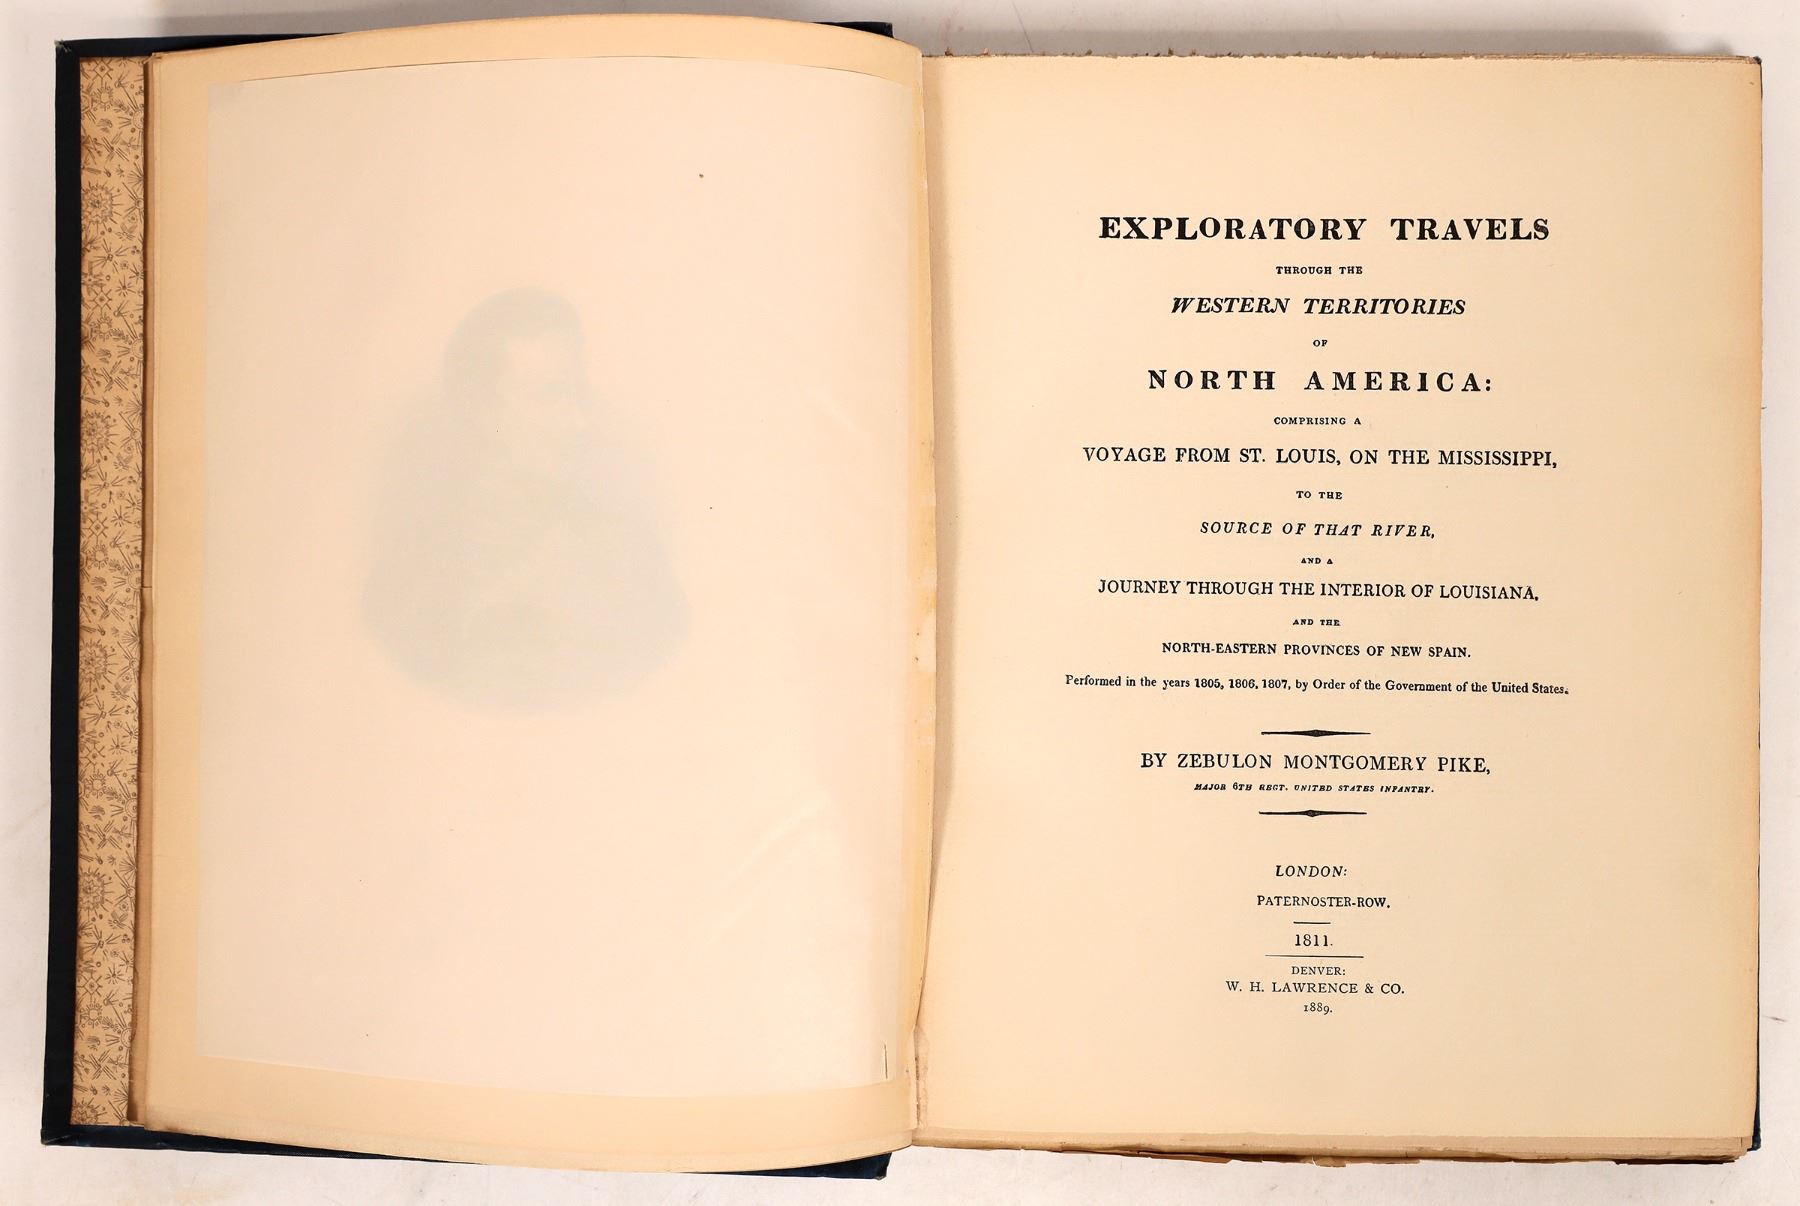 EXPLORATORY TRAVELS
THROUGH THE
WESTERN TERRITORIES
OF
NORTH AMERICA:
COMPRISING A
VOYAGE FROM ST. LOUIS, ON THE MISSISSIPPI,
TO THE
SOURCE OF THAT RIVER,
AND A
JOURNEY THROUGH THE INTERIOR OF LOUISIANA,
AND THE
NORTH-EASTERN PROVINCES OF NEW SPAIN.
Performed in the years 1805, 1806, 1807, by Order of the Government of the United States.
BY ZEBULON MONTGOMERY PIKE,
MAJOR 6TH REGT. UNITED STATES INFANTRY.
LONDON:
PATERNOSTER-ROW.
1811.
DENVER:
W. H. LAWRENCE & CO.
1889.